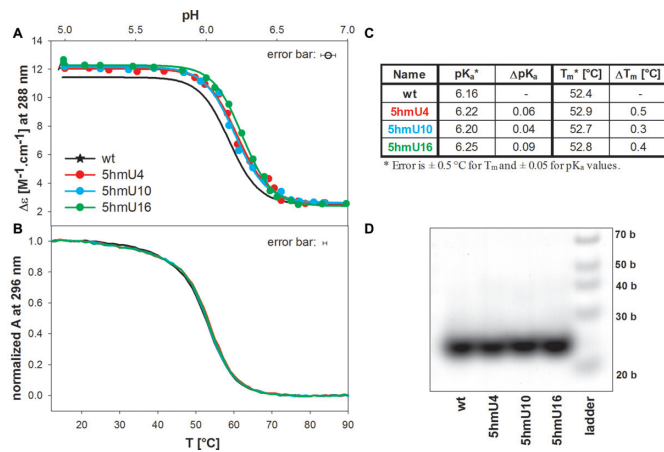 pH
5.0 5.5 6.0 6.5 7.0
A
14
12
10
8
6
4
2
Δε [M⁻¹.cm⁻¹] at 288 nm
error bar:
wt
5hmU4
5hmU10
5hmU16
B
1.0
0.8
0.6
0.4
0.2
0.0
normalized A at 296 nm
error bar:
20 30 40 50 60 70 80 90
T [°C]
C
Name pKa* ΔpKa Tm* [°C] ΔTm [°C]
wt 6.16 - 52.4 -
5hmU4 6.22 0.06 52.9 0.5
5hmU10 6.20 0.04 52.7 0.3
5hmU16 6.25 0.09 52.8 0.4
* Error is ± 0.5 °C for Tm and ± 0.05 for pKa values.
D
70 b
50 b
40 b
30 b
20 b
wt
5hmU4
5hmU10
5hmU16
ladder